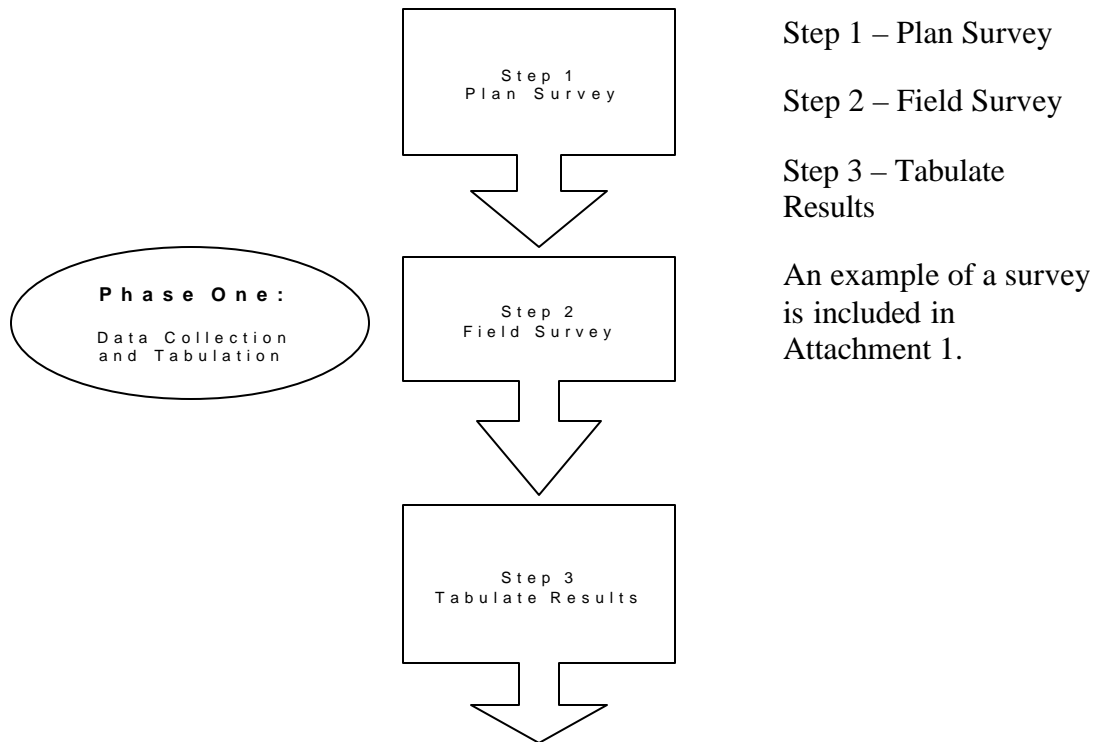 Step 1
Plan Survey
Phase One:
Data Collection
and Tabulation
Step 2
Field Survey
Step 3
Tabulate Results
Step 1 – Plan Survey
Step 2 – Field Survey
Step 3 – Tabulate
Results
An example of a survey
is included in
Attachment 1.